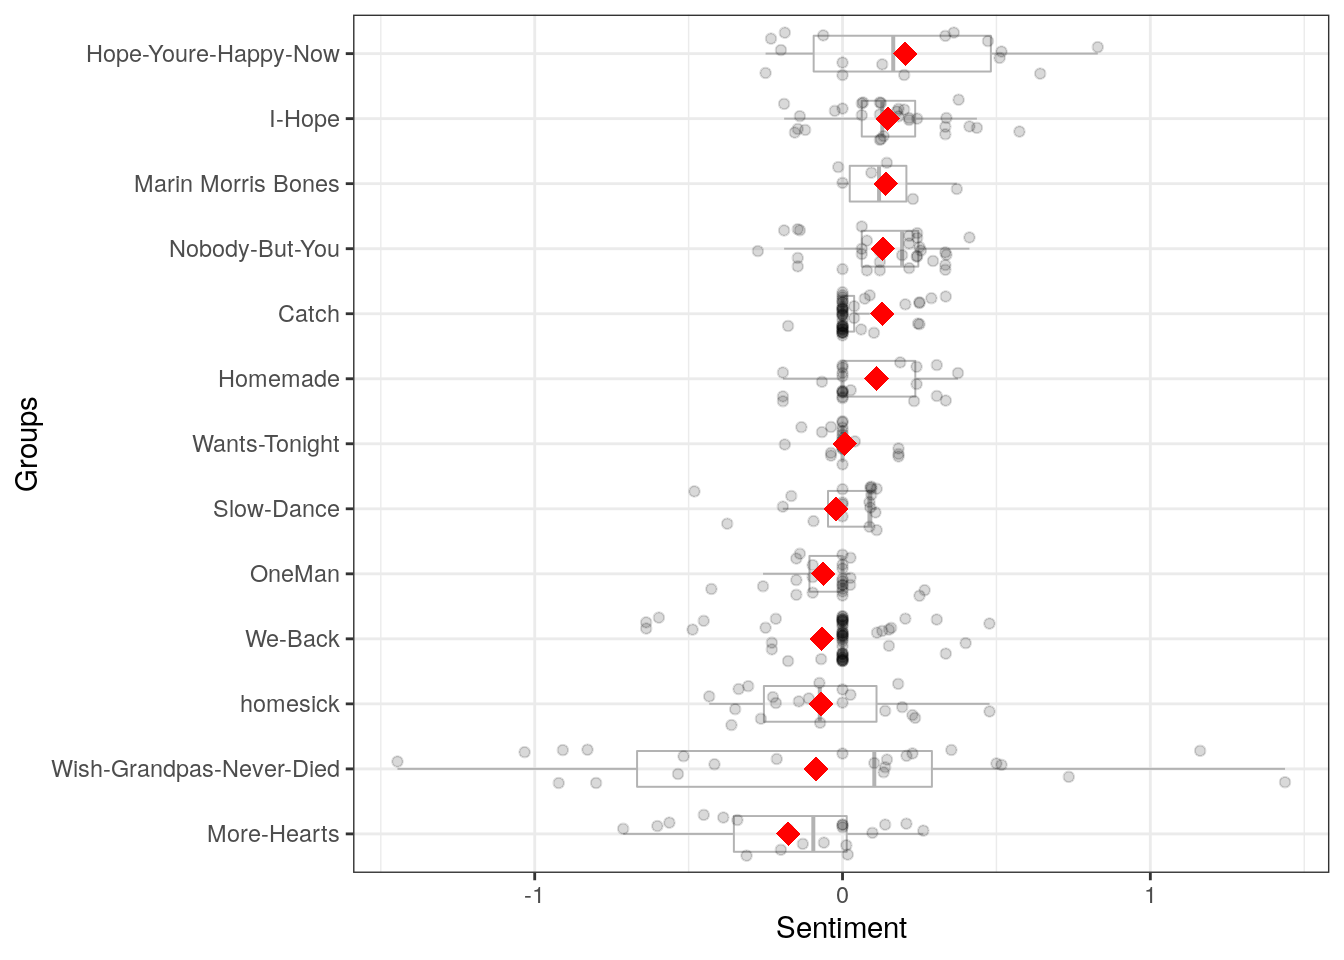 Hope-Youre-Happy-Now
I-Hope
Marin Morris Bones
Nobody-But-You
Catch
Homemade
Wants-Tonight
Slow-Dance
OneMan
We-Back
homesick
Wish-Grandpas-Never-Died
More-Hearts
Groups
-1 0 1
Sentiment